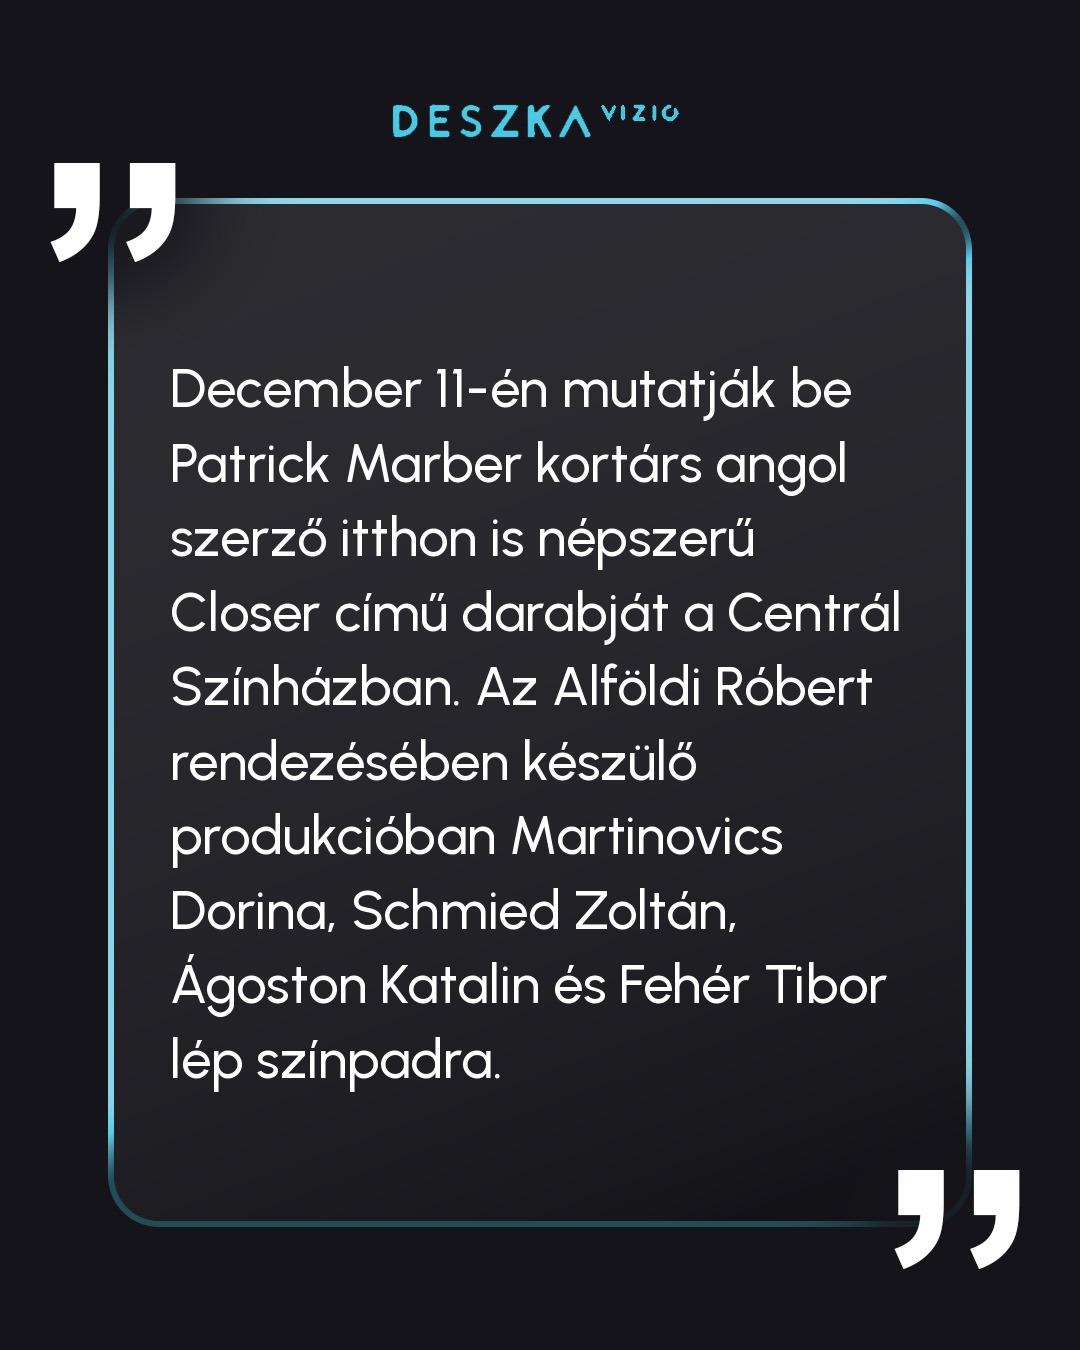 DESZKA VIZIO
”
December 11-én mutatják be
Patrick Marber kortárs angol
szerző itthon is népszerű
Closer című darabját a Centrál
Színházban. Az Alföldi Róbert
rendezésében készülő
produkcióban Martinovics
Dorina, Schmied Zoltán,
Ágoston Katalin és Fehér Tibor
lép színpadra.
”